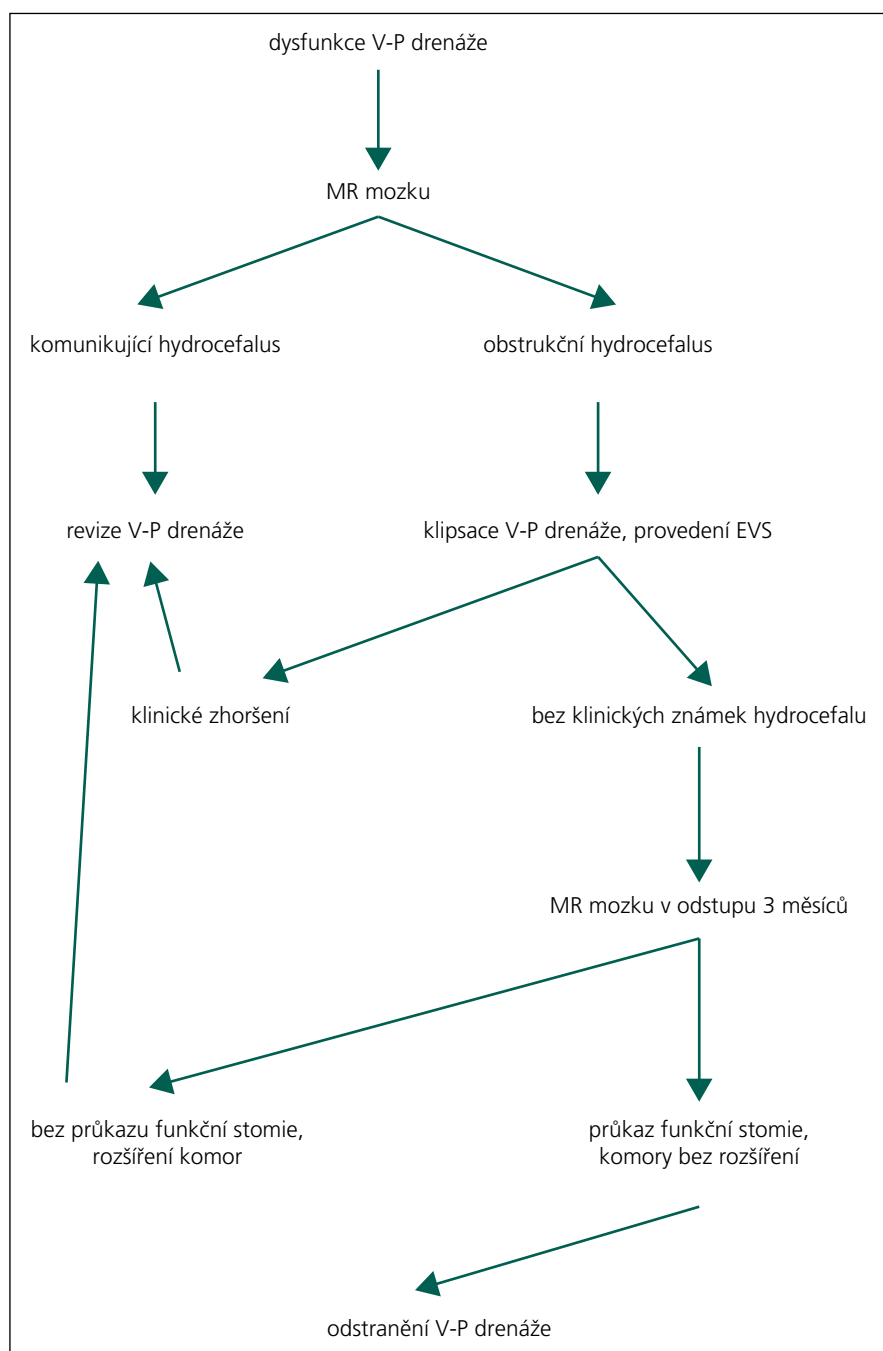 dysfunkce V-P drenáže
MR mozku
komunikující hydrocefalus
obstrukční hydrocefalus
revize V-P drenáže
klipsace V-P drenáže, provedení EVS
klinické zhoršení
bez klinických známek hydrocefalu
MR mozku v odstupu 3 měsíců
bez průkazu funkční stomie,
rozšíření komor
průkaz funkční stomie,
komory bez rozšíření
odstranění V-P drenáže